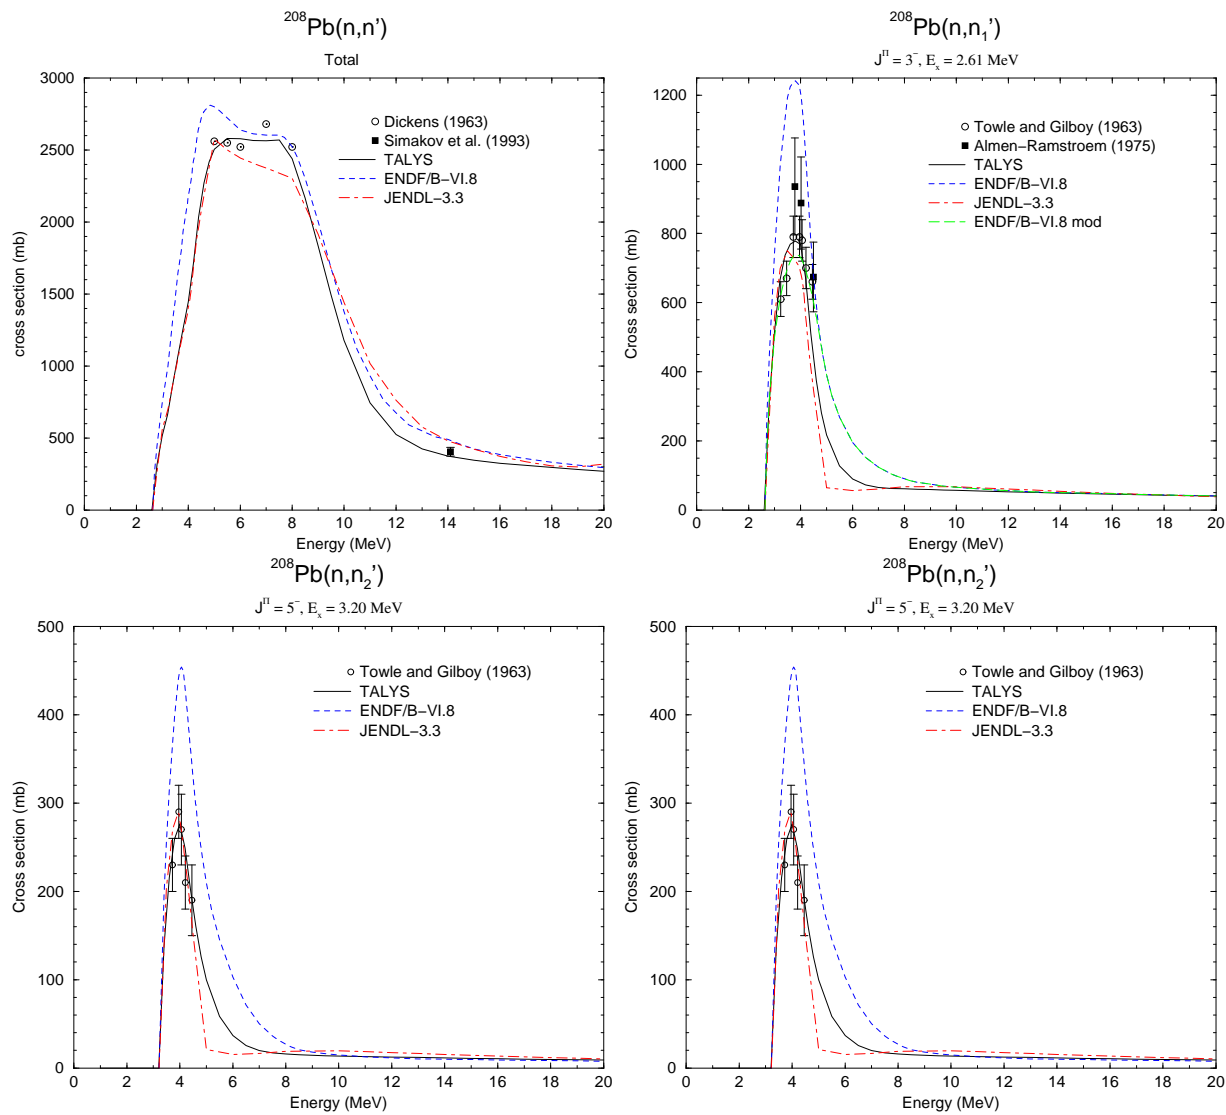 208Pb(n,n’)
Total
3000
2500
2000
1500
1000
500
0
cross section (mb)
0 2 4 6 8 10 12 14 16 18 20
Energy (MeV)
Dickens (1963)
Simakov et al. (1993)
TALYS
ENDF/B−VI.8
JENDL−3.3
208Pb(n,n1’)
JΠ = 3−, Ex = 2.61 MeV
1200
1000
800
600
400
200
0
Cross section (mb)
0 2 4 6 8 10 12 14 16 18 20
Energy (MeV)
Towle and Gilboy (1963)
Almen−Ramstroem (1975)
TALYS
ENDF/B−VI.8
JENDL−3.3
ENDF/B−VI.8 mod
208Pb(n,n2’)
JΠ = 5−, Ex = 3.20 MeV
500
400
300
200
100
0
Cross section (mb)
0 2 4 6 8 10 12 14 16 18 20
Energy (MeV)
Towle and Gilboy (1963)
TALYS
ENDF/B−VI.8
JENDL−3.3
208Pb(n,n2’)
JΠ = 5−, Ex = 3.20 MeV
500
400
300
200
100
0
Cross section (mb)
0 2 4 6 8 10 12 14 16 18 20
Energy (MeV)
Towle and Gilboy (1963)
TALYS
ENDF/B−VI.8
JENDL−3.3